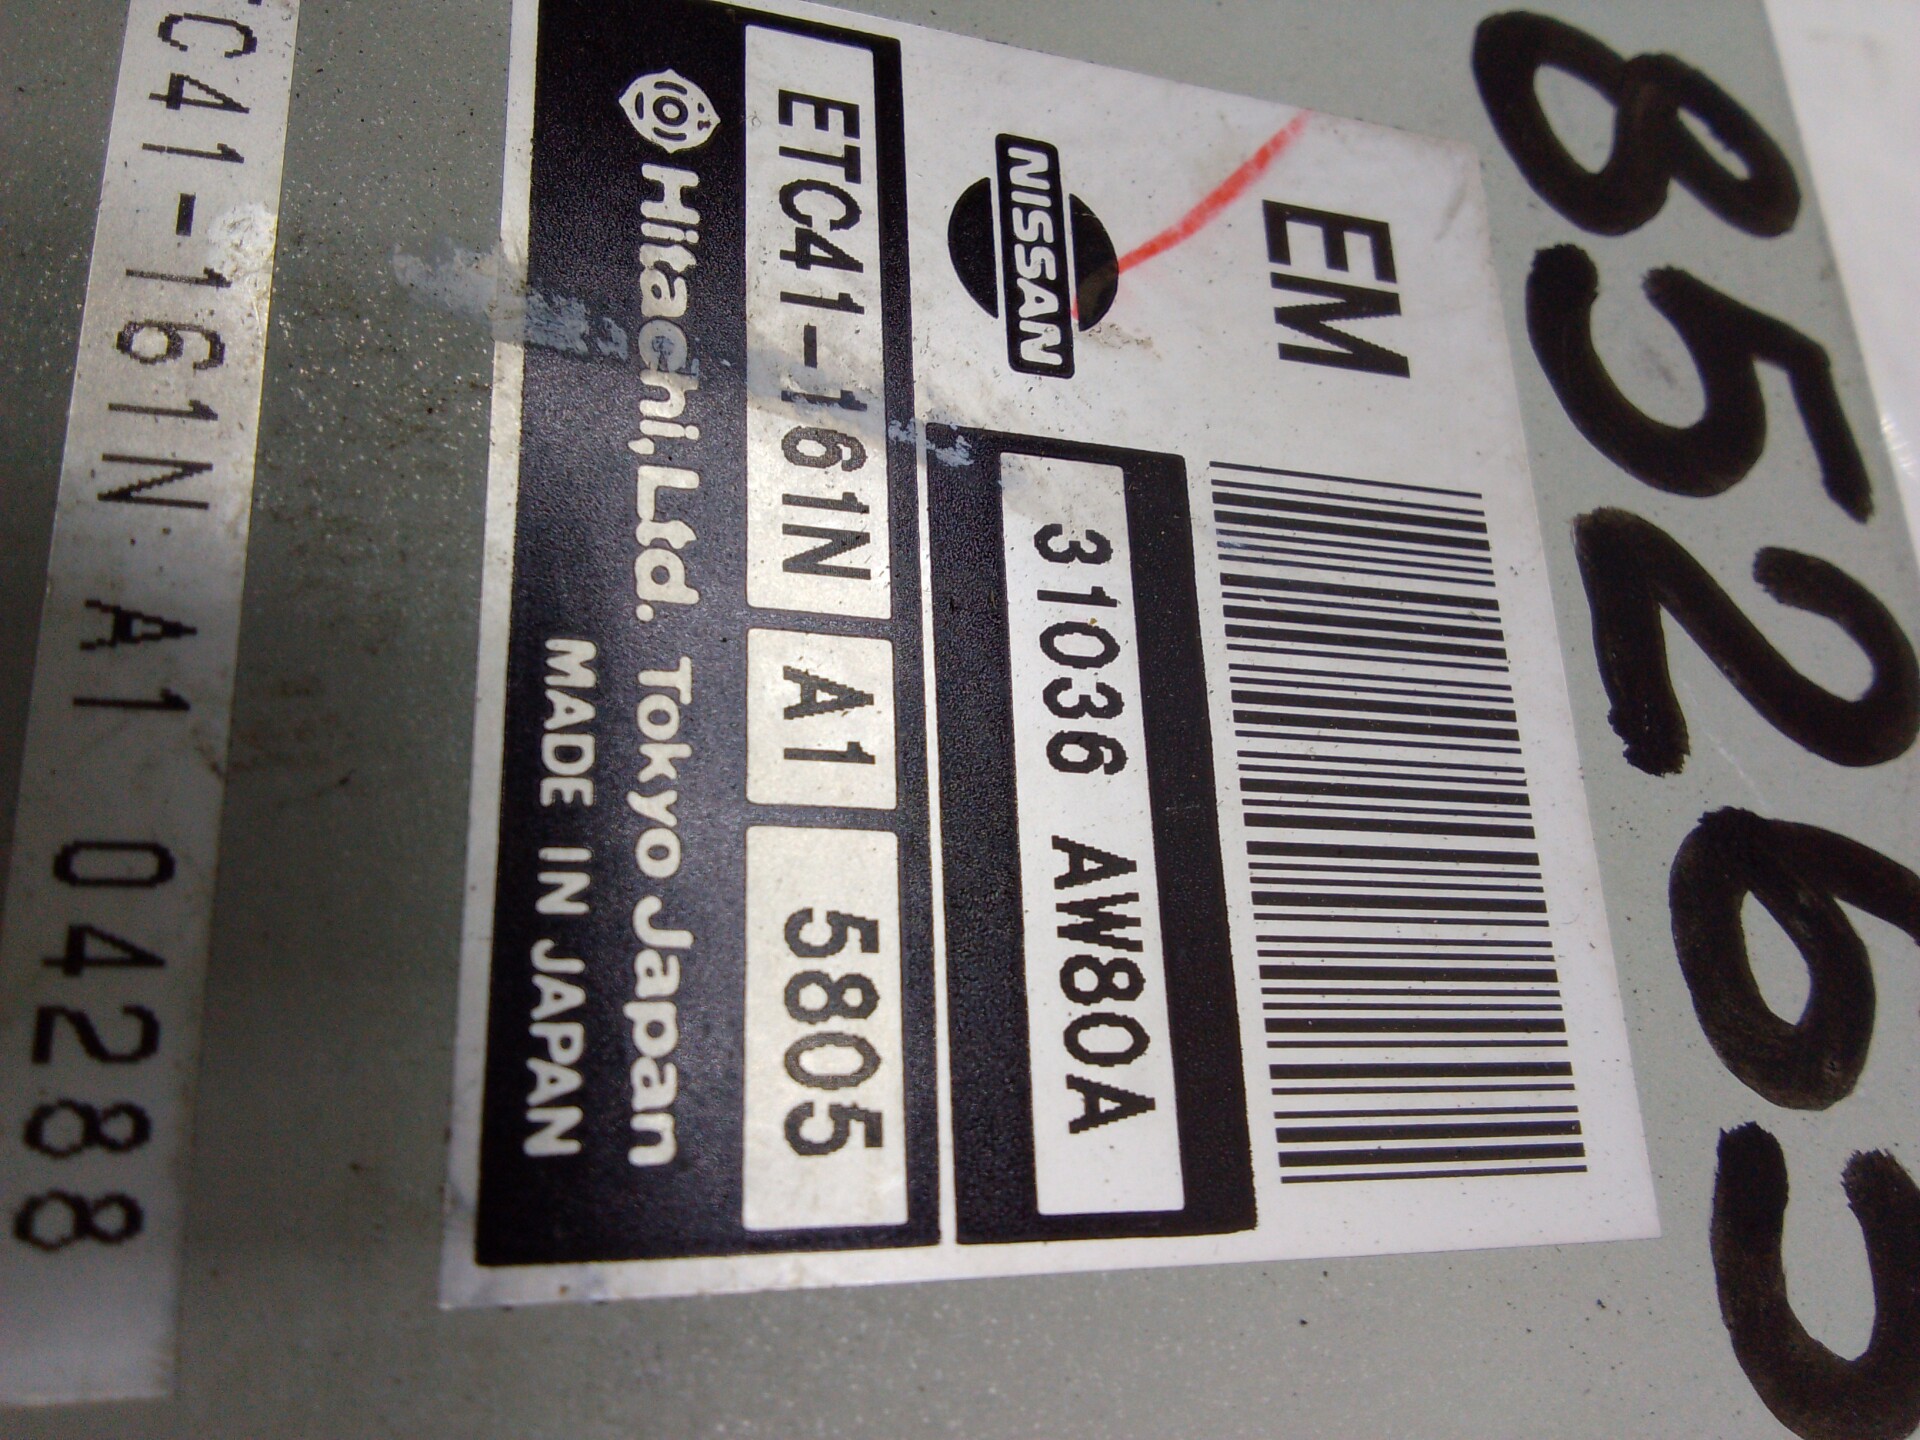 8526
EM
NISSAN
31036 AW80A
ETC41-161N A1 5805
Hitachi, Ltd. Tokyo Japan
MADE IN JAPAN
TC41-161N A1 04288